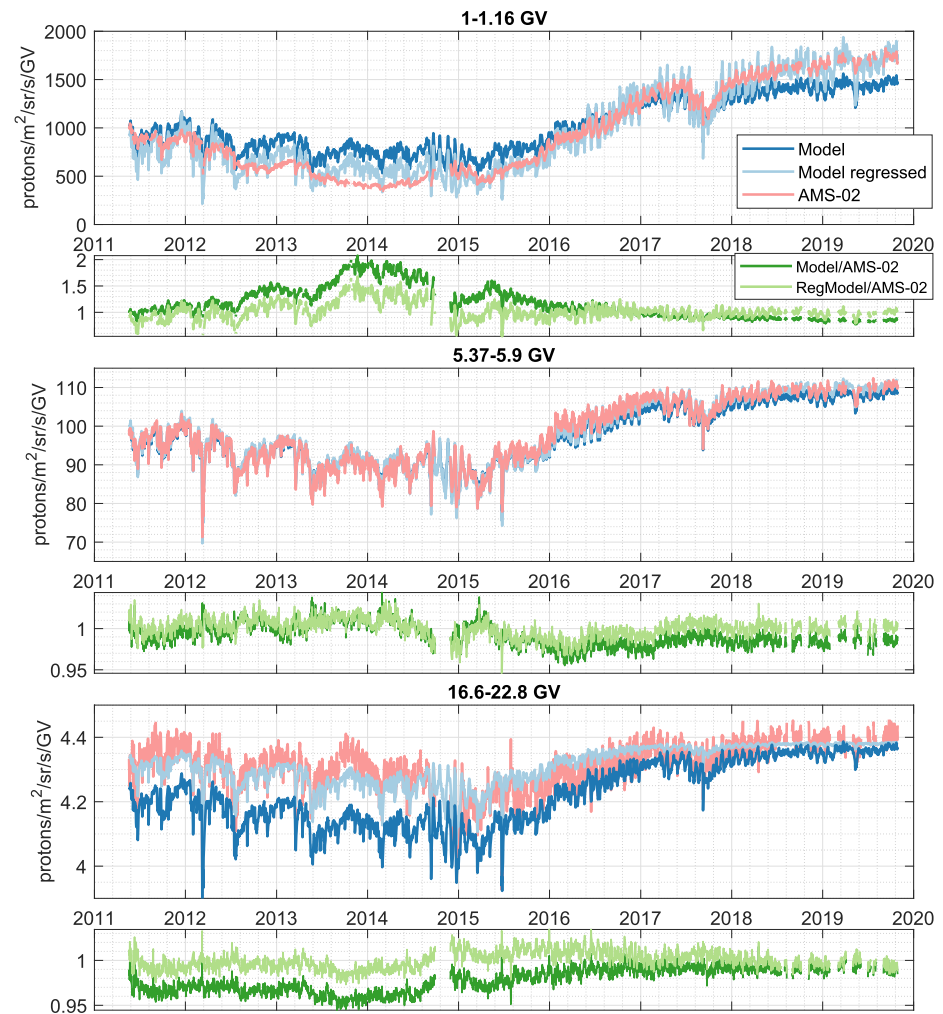 1-1.16 GV
protons/m²/sr/s/GV
2000
1500
1000
500
0
Model
Model regressed
AMS-02
2011 2012 2013 2014 2015 2016 2017 2018 2019 2020
2
1.5
1
Model/AMS-02
RegModel/AMS-02
5.37-5.9 GV
protons/m²/sr/s/GV
110
100
90
80
70
2011 2012 2013 2014 2015 2016 2017 2018 2019 2020
1
0.95
16.6-22.8 GV
protons/m²/sr/s/GV
4.4
4.2
4
2011 2012 2013 2014 2015 2016 2017 2018 2019 2020
1
0.95